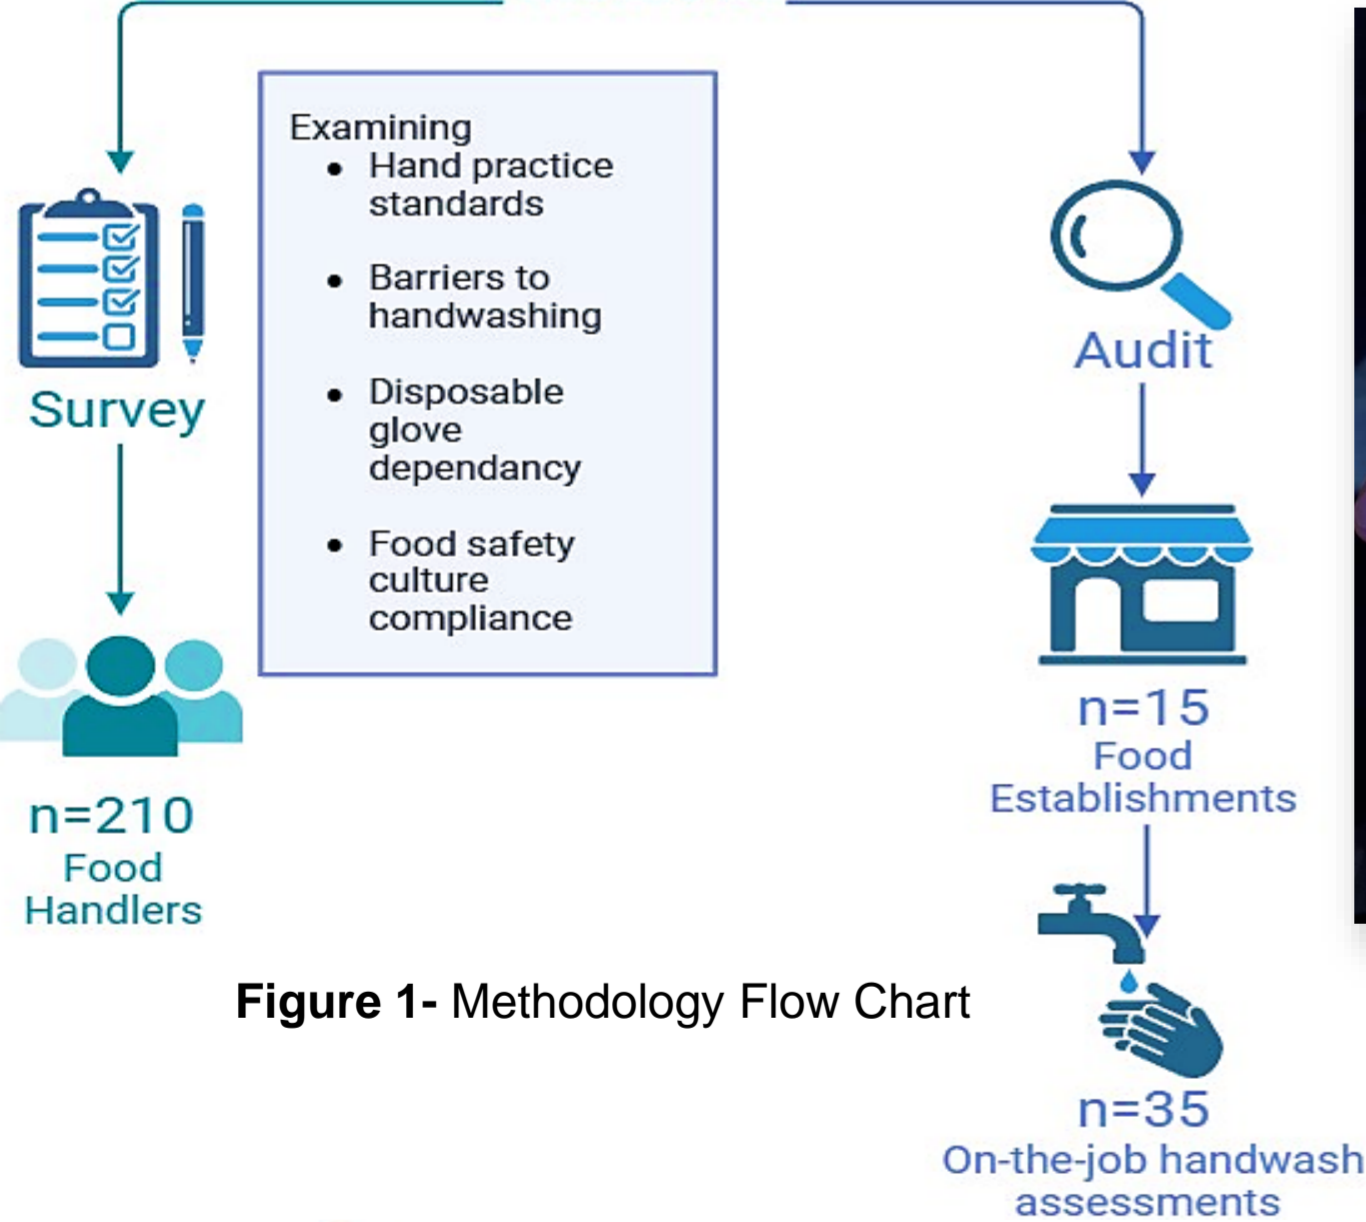 Examining
• Hand practice
standards
• Barriers to
handwashing
• Disposable
glove
dependancy
• Food safety
culture
compliance
Survey
n=210
Food
Handlers
Audit
n=15
Food
Establishments
n=35
On-the-job handwash
assessments
Figure 1- Methodology Flow Chart